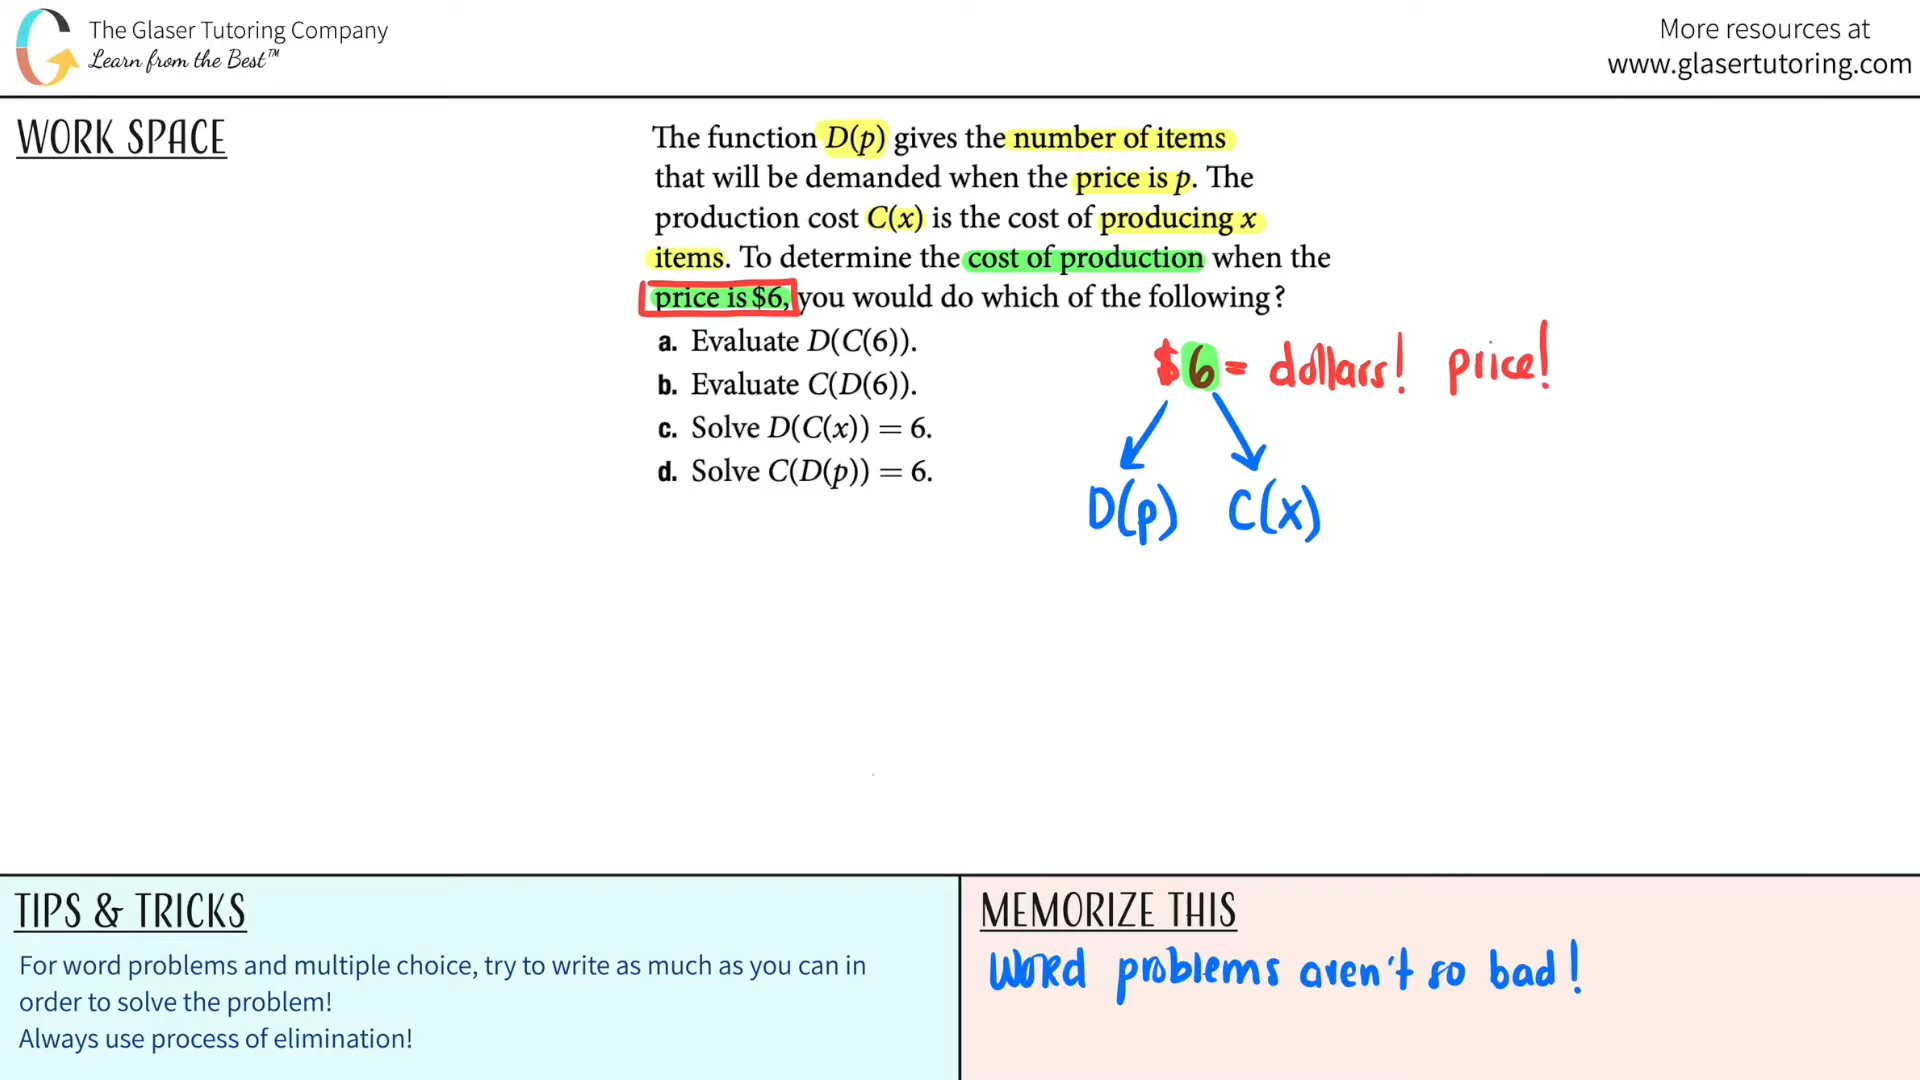 The Glaser Tutoring Company
Learn from the Best™
More resources at
www.glasertutoring.com
WORK SPACE
The function D(p) gives the number of items
that will be demanded when the price is p. The
production cost C(x) is the cost of producing x
items. To determine the cost of production when the
price is $6, you would do which of the following?
a. Evaluate D(C(6)).
b. Evaluate C(D(6)).
c. Solve D(C(x)) = 6.
d. Solve C(D(p)) = 6.
$6 = dollars! price!
D(p) C(x)
TIPS & TRICKS
For word problems and multiple choice, try to write as much as you can in
order to solve the problem!
Always use process of elimination!
MEMORIZE THIS
Word problems aren't so bad!